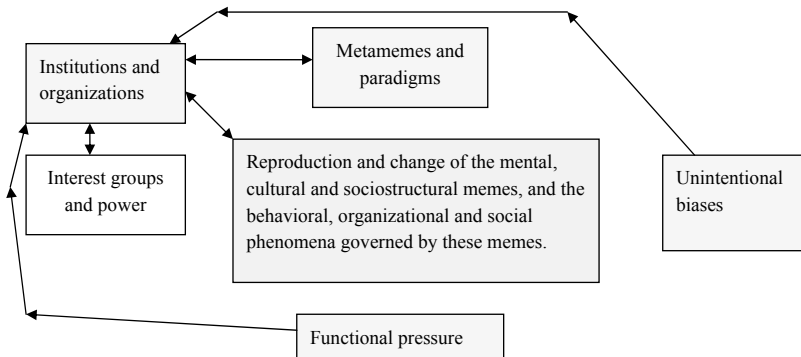 Institutions and
organizations
Metamemes and
paradigms
Interest groups
and power
Reproduction and change of the mental,
cultural and sociostructural memes, and the
behavioral, organizational and social
phenomena governed by these memes.
Unintentional
biases
Functional pressure